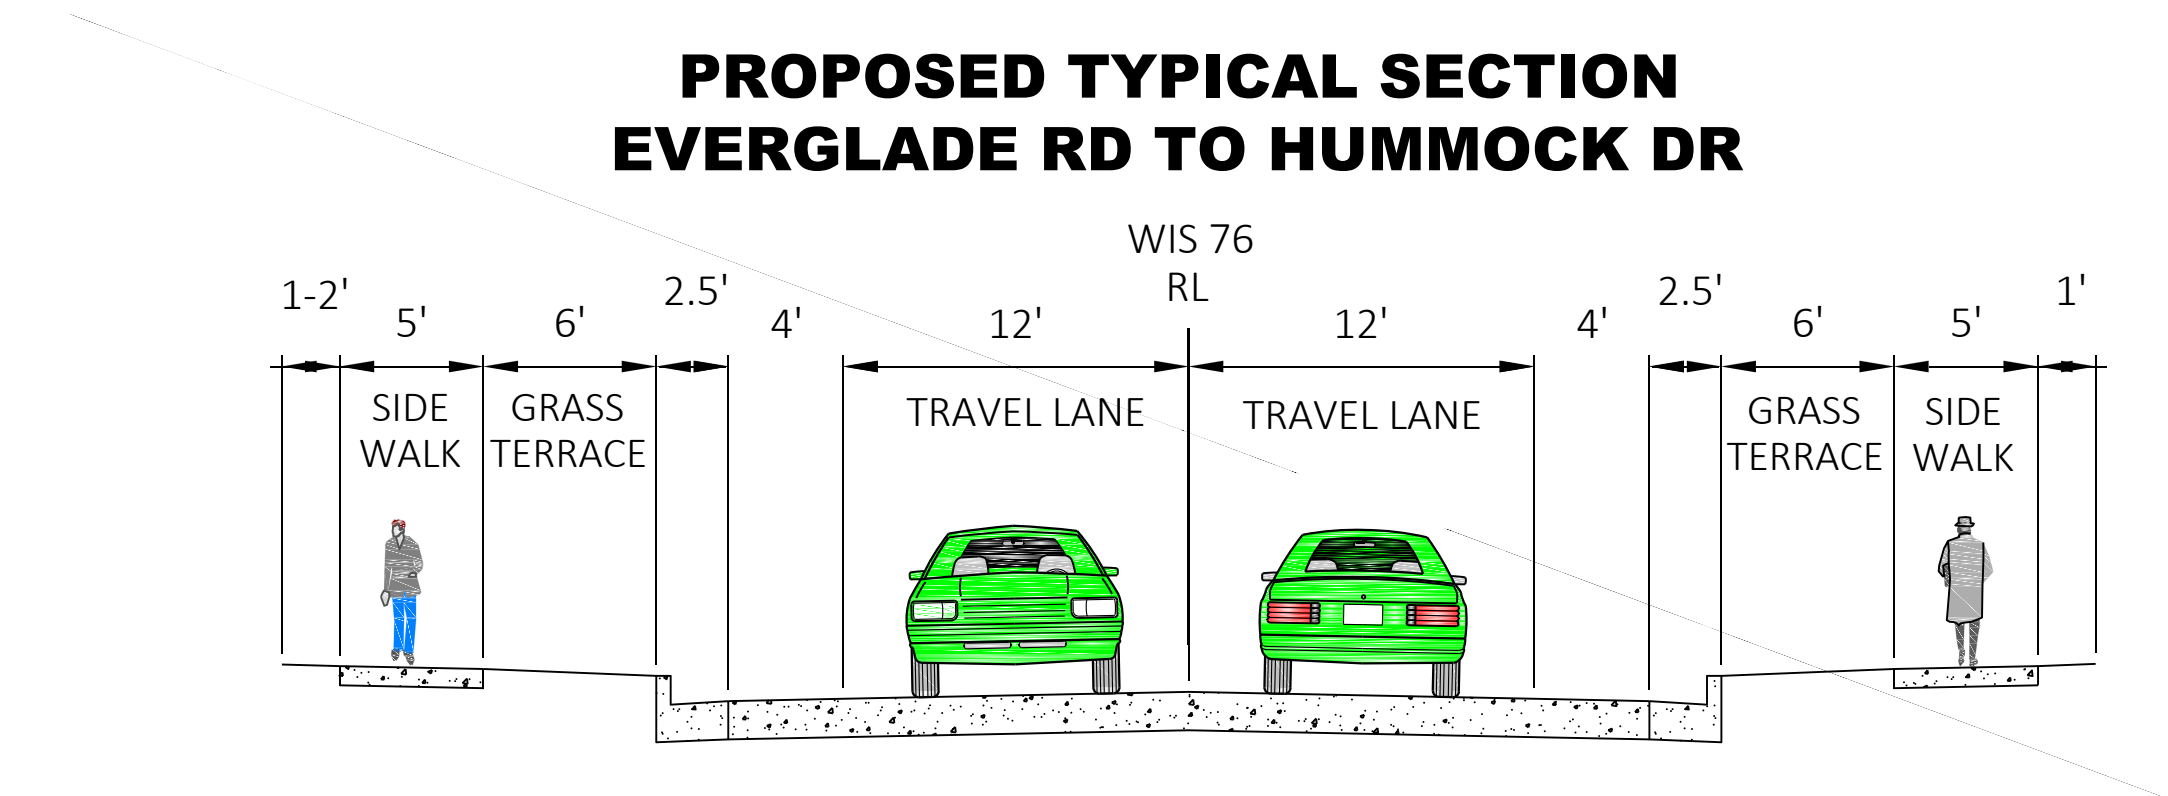 PROPOSED TYPICAL SECTION
EVERGLADE RD TO HUMMOCK DR
WIS 76
RL
1-2'
5'
6'
2.5'
4'
12'
12'
4'
2.5'
6'
5'
1'
SIDE
WALK
GRASS
TERRACE
TRAVEL LANE
TRAVEL LANE
GRASS
TERRACE
SIDE
WALK